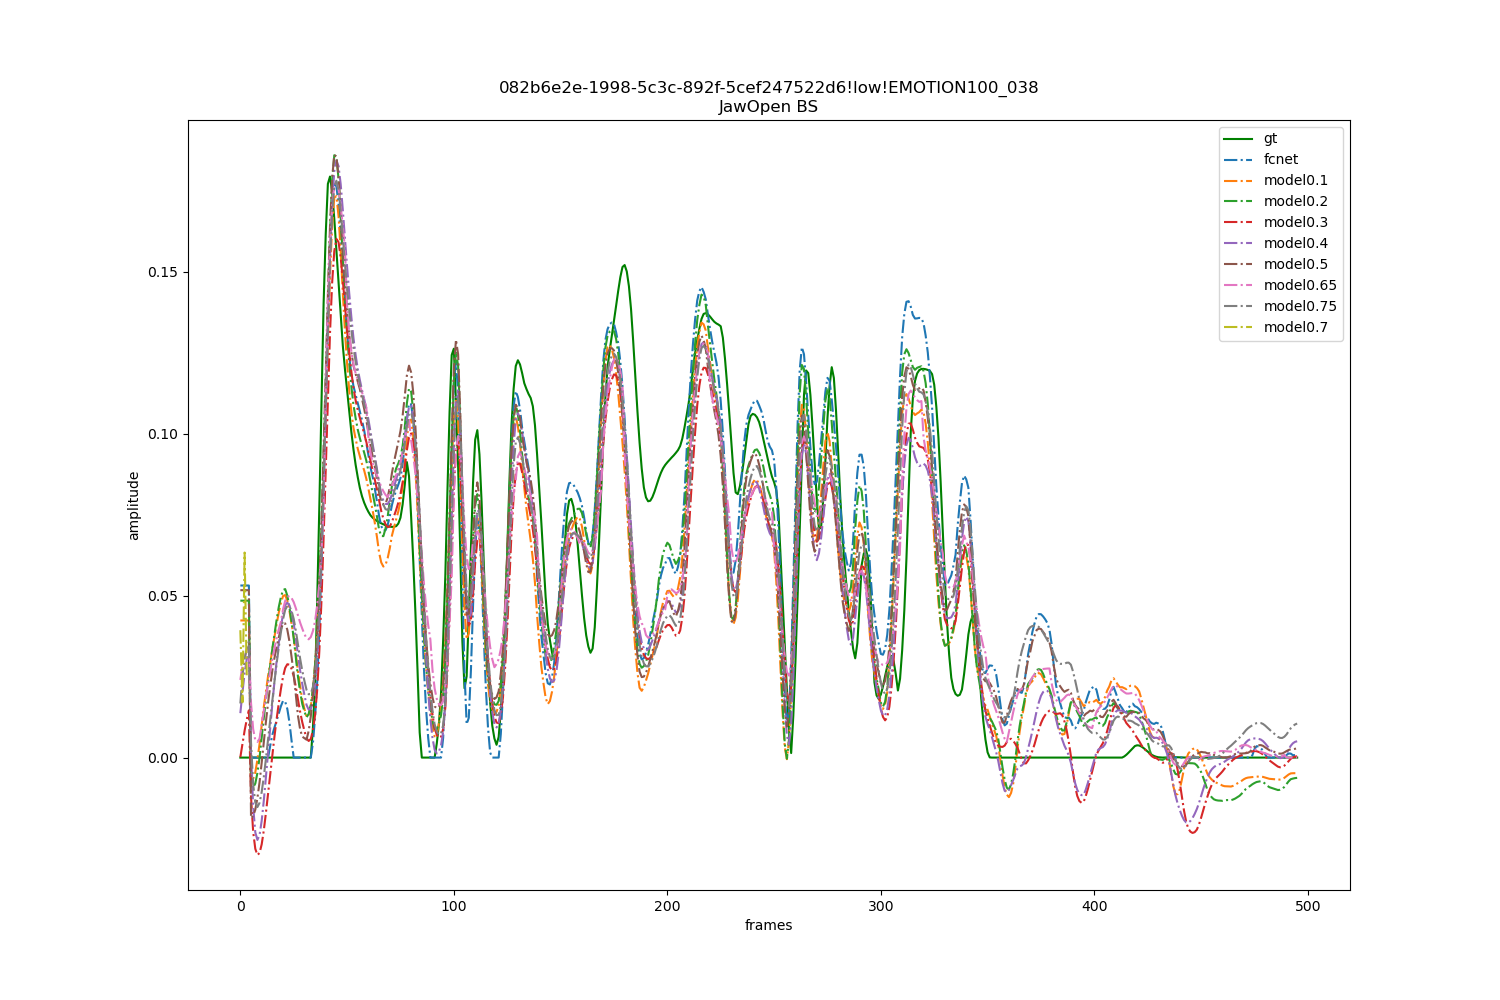 082b6e2e-1998-5c3c-892f-5cef247522d6!low!EMOTION100_038
JawOpen BS
gt
fcnet
model0.1
model0.2
model0.3
model0.4
model0.5
model0.65
model0.75
model0.7
0.15
0.10
0.05
0.00
amplitude
0
100
200
300
400
500
frames